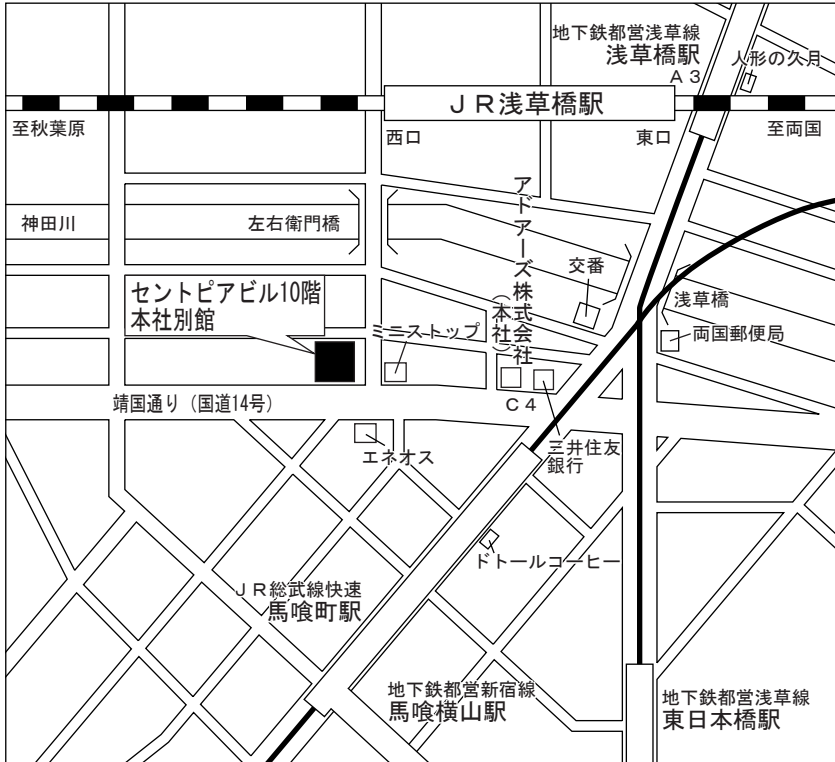 地下鉄都営浅草線
浅草橋駅
人形の久月
A3
JR浅草橋駅
至秋葉原
西口
東口
至両国
神田川
左右衛門橋
アドアーズ株式会社
（本社）
交番
浅草橋
セントピアビル10階
本社別館
ミニストップ
両国郵便局
靖国通り（国道14号）
C4
エネオス
三井住友
銀行
ドトールコーヒー
JR総武線快速
馬喰町駅
地下鉄都営新宿線
馬喰横山駅
地下鉄都営浅草線
東日本橋駅